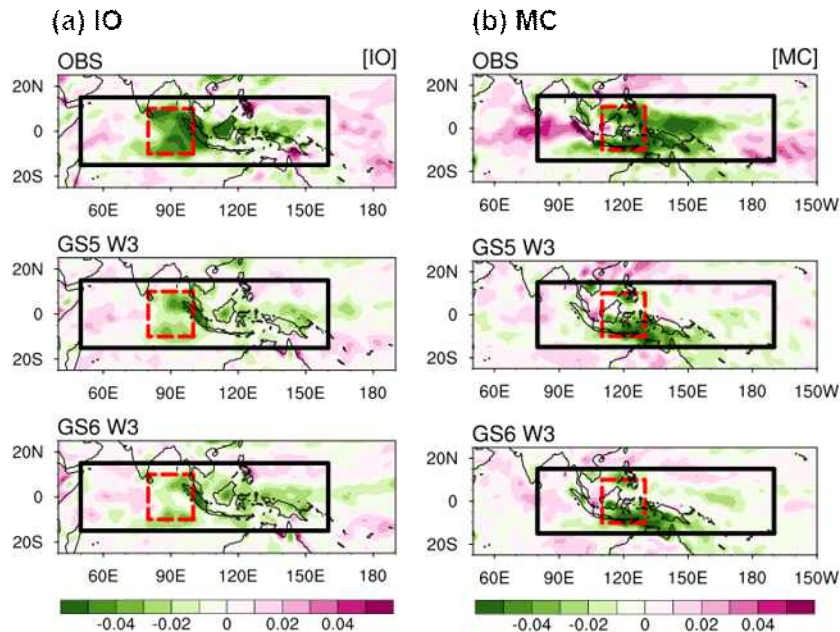 (a) IO
(b) MC
OBS [IO]
20N
0
20S
60E 90E 120E 150E 180
OBS [MC]
20N
0
20S
60E 90E 120E 150E 180 150W
GS5 W3
20N
0
20S
60E 90E 120E 150E 180
GS5 W3
20N
0
20S
60E 90E 120E 150E 180 150W
GS6 W3
20N
0
20S
60E 90E 120E 150E 180
GS6 W3
20N
0
20S
60E 90E 120E 150E 180 150W
-0.04 -0.02 0 0.02 0.04
-0.04 -0.02 0 0.02 0.04